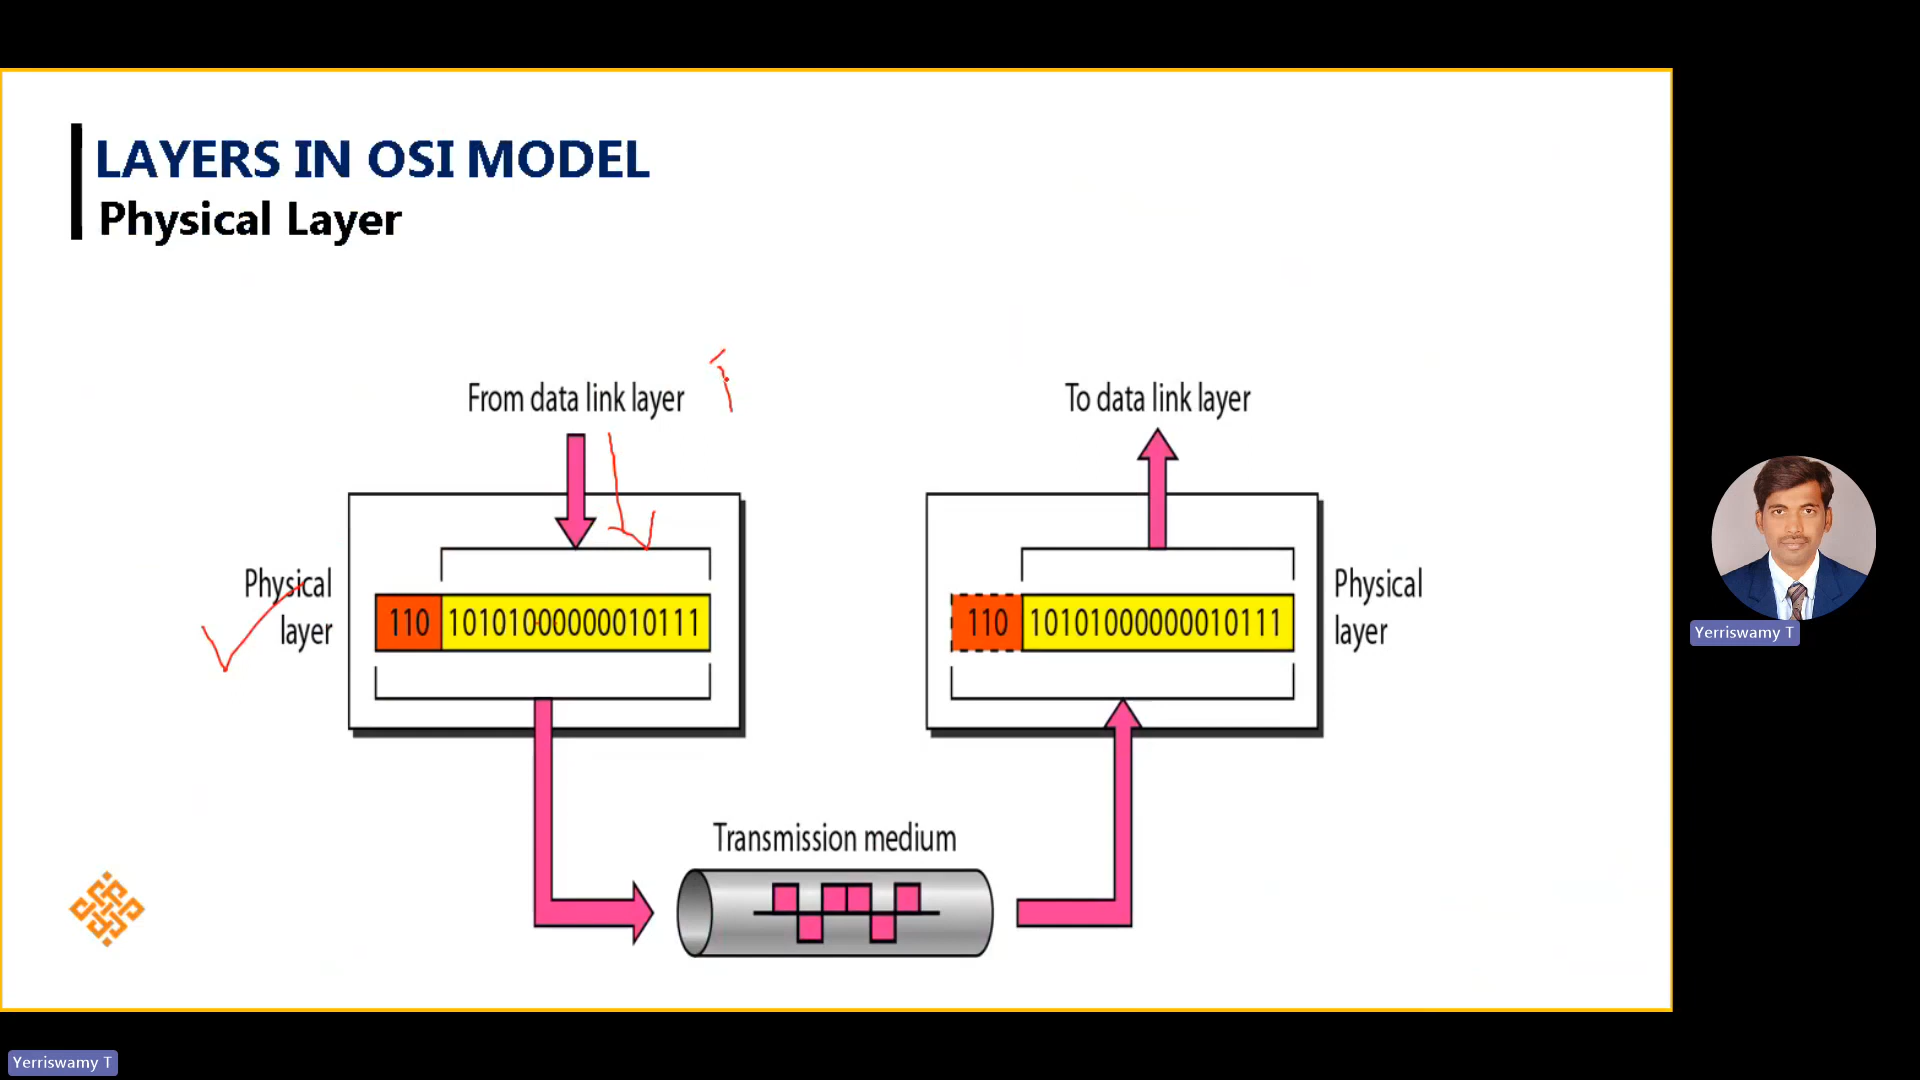 LAYERS IN OSI MODEL
Physical Layer
From data link layer
To data link layer
Physical
layer
110 10101000000010111
110 10101000000010111
Physical
layer
Transmission medium
Yerriswamy T
Yerriswamy T